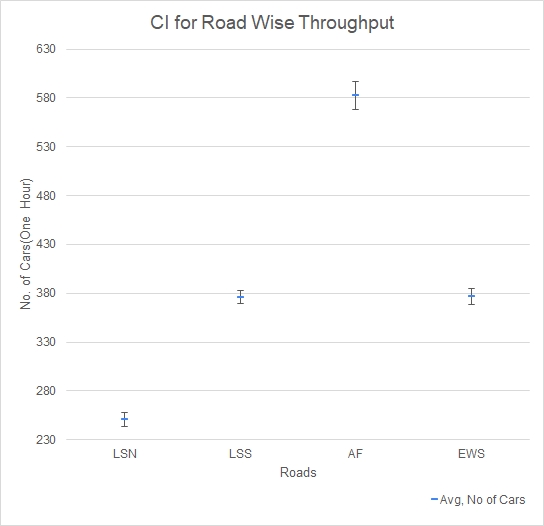 CI for Road Wise Throughput
630
580
530
480
430
380
330
280
230
No. of Cars(One Hour)
LSN LSS AF EWS
Roads
Avg, No of Cars